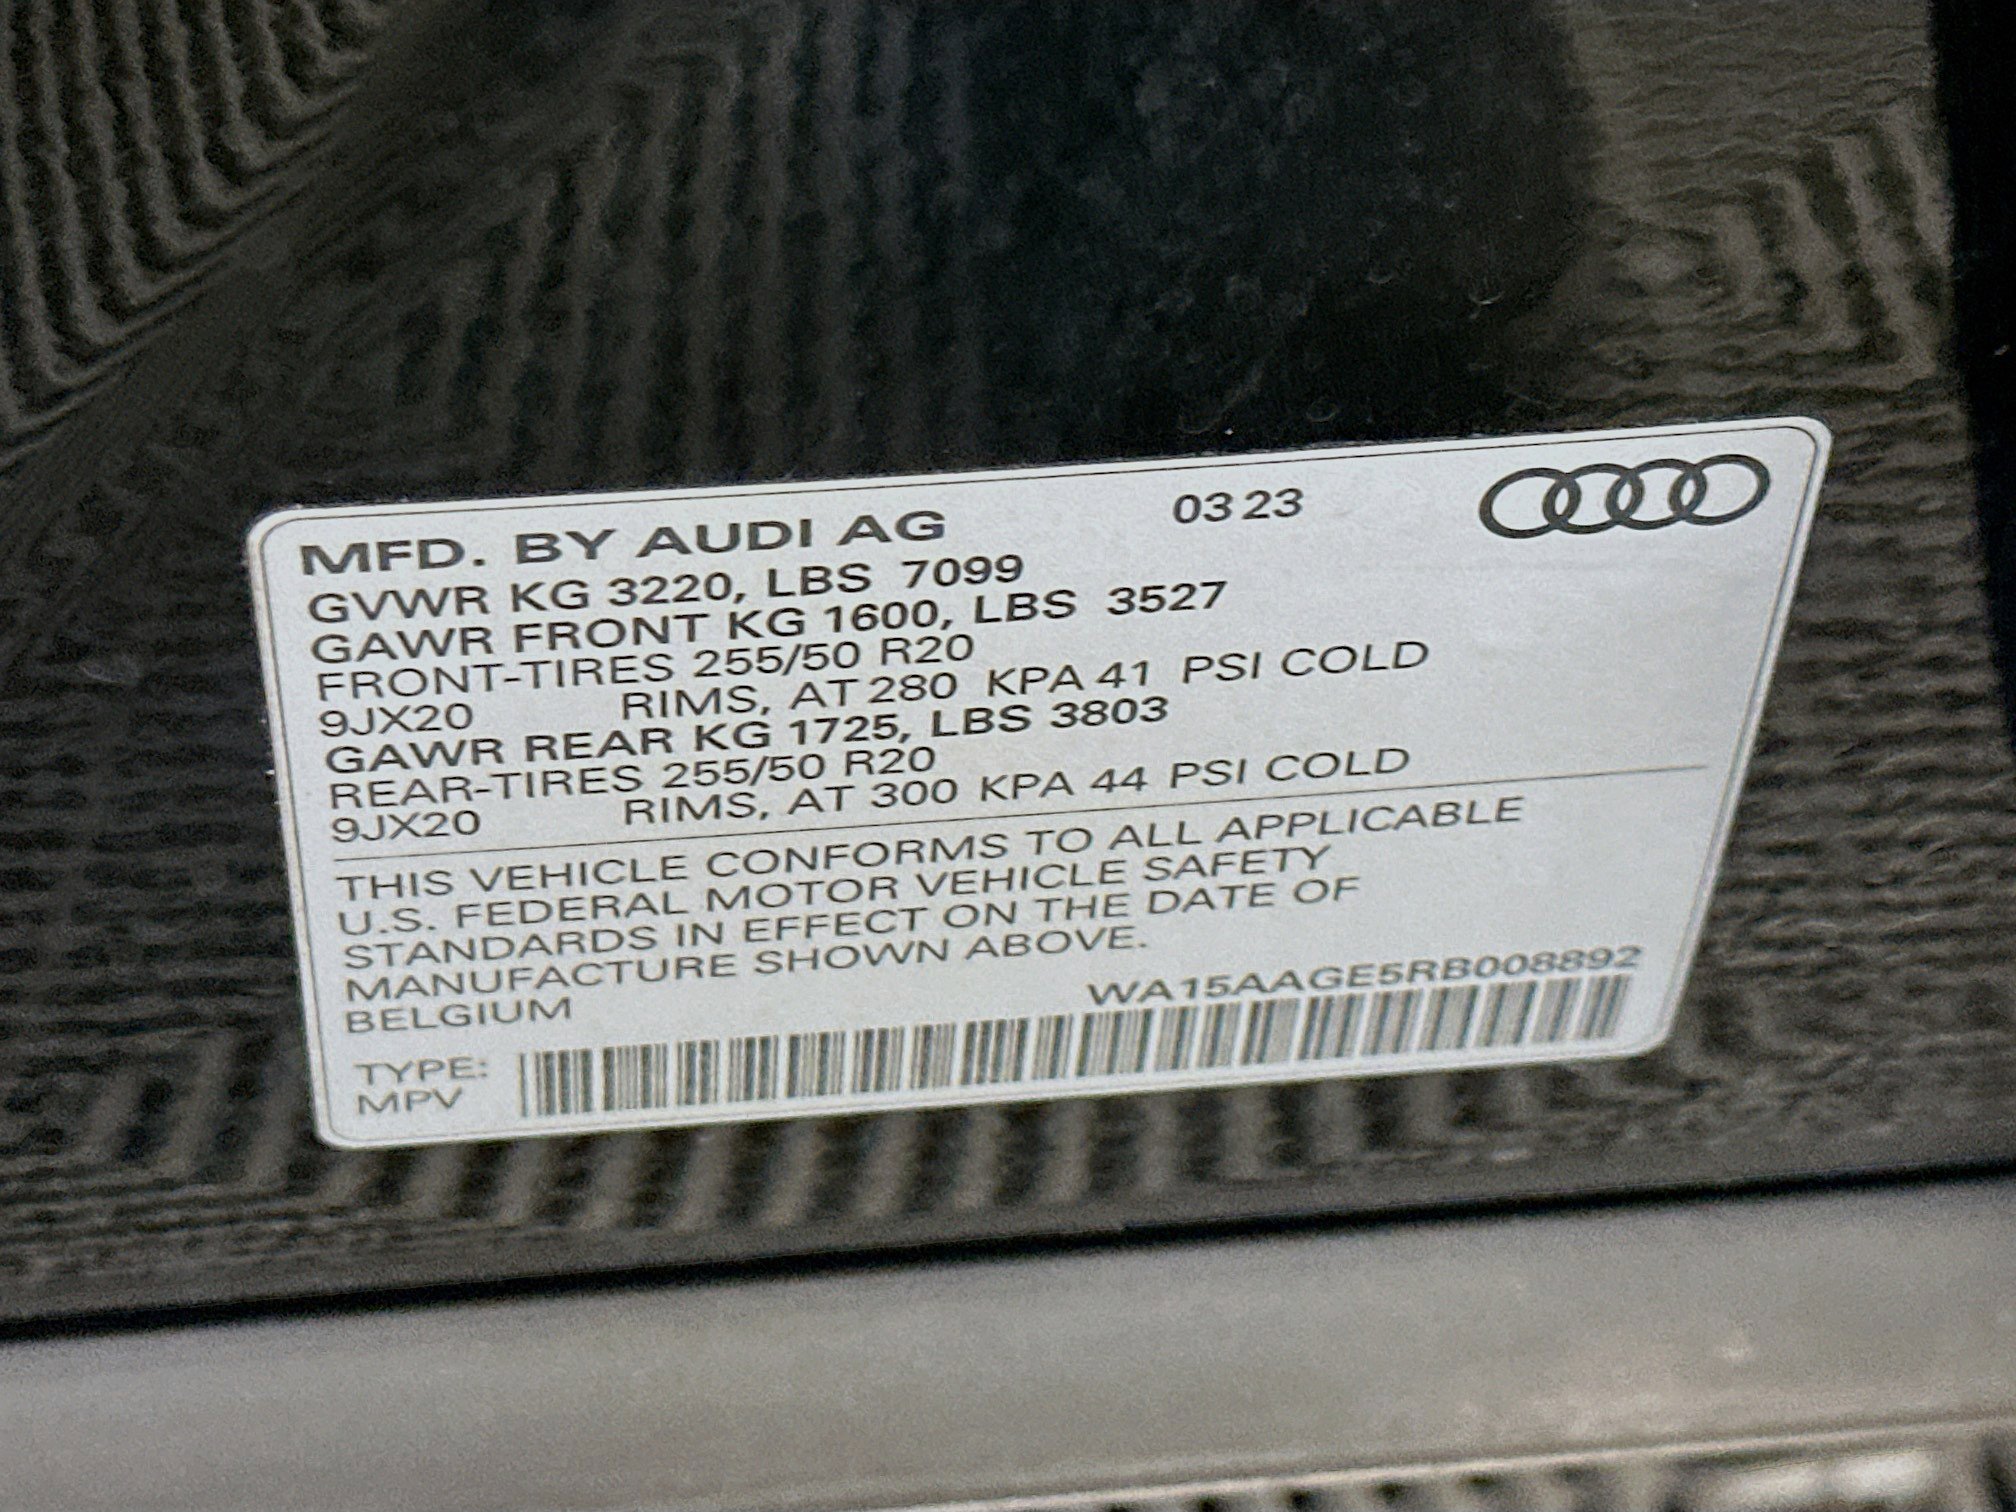 MFD. BY AUDI AG 03 23
GVWR KG 3220, LBS 7099
GAWR FRONT KG 1600, LBS 3527
FRONT-TIRES 255/50 R20
9JX20 RIMS, AT 280 KPA 41 PSI COLD
GAWR REAR KG 1725, LBS 3803
REAR-TIRES 255/50 R20
9JX20 RIMS, AT 300 KPA 44 PSI COLD
THIS VEHICLE CONFORMS TO ALL APPLICABLE
U.S. FEDERAL MOTOR VEHICLE SAFETY
STANDARDS IN EFFECT ON THE DATE OF
MANUFACTURE SHOWN ABOVE.
BELGIUM WA15AAGE5RB008892
TYPE:
MPV